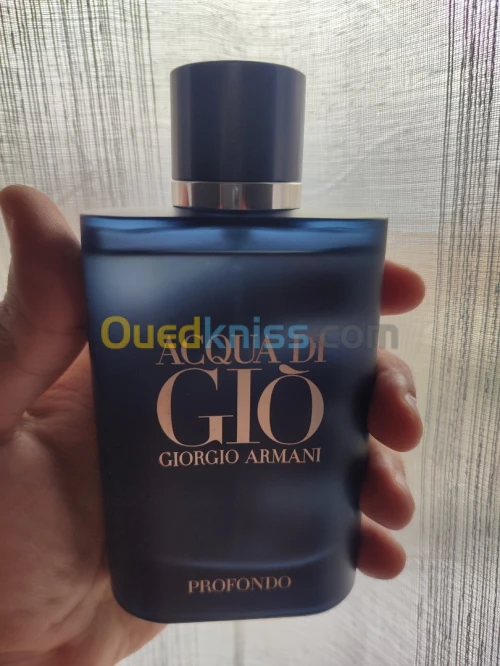 Ouedkniss.com
ACQUA DI
GIÒ
GIORGIO ARMANI
PROFONDO